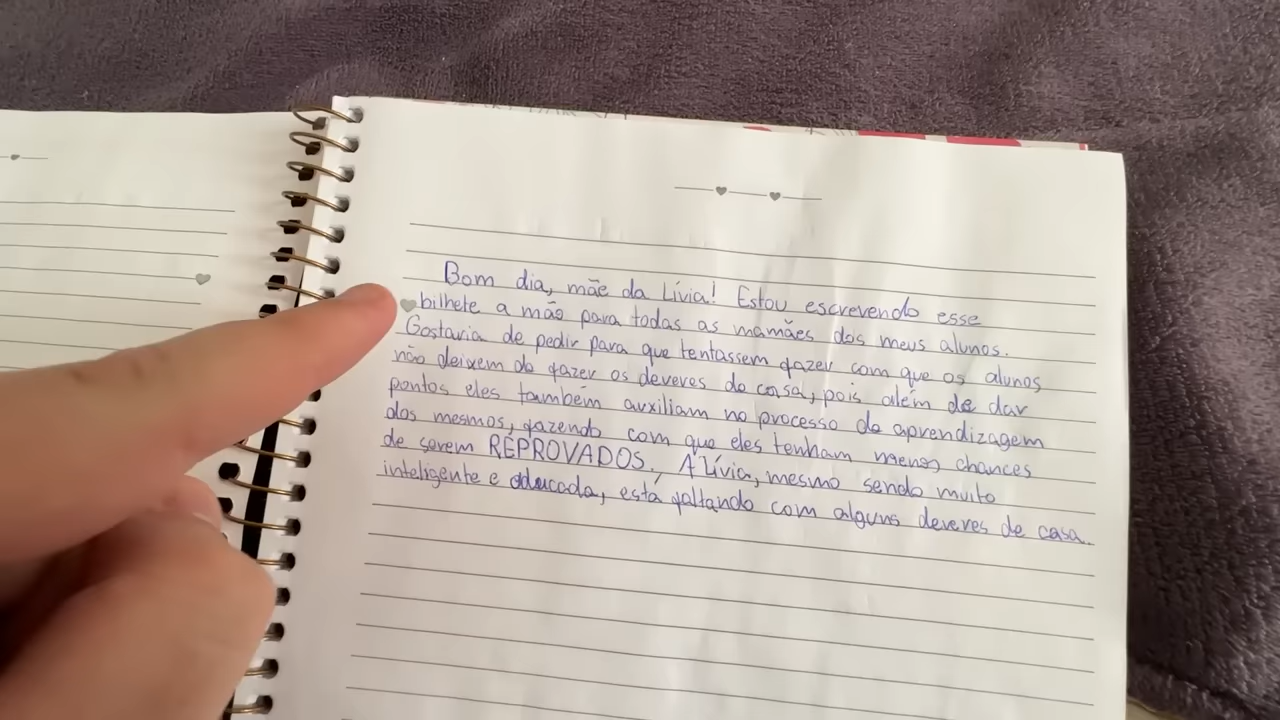 Bom dia, mãe da Lívia! Estou escrevendo esse
bilhete a mão para todas as mamães dos meus alunos.
Gostaria de pedir para que tentassem fazer com que os alunos
não deixem de fazer os deveres de casa, pois além de dar
pontos eles também auxiliam no processo de aprendizagem
dos mesmos, fazendo com que eles tenham menos chances
de serem REPROVADOS. A Lívia, mesmo sendo muito
inteligente e educada, está faltando com alguns deveres de casa.